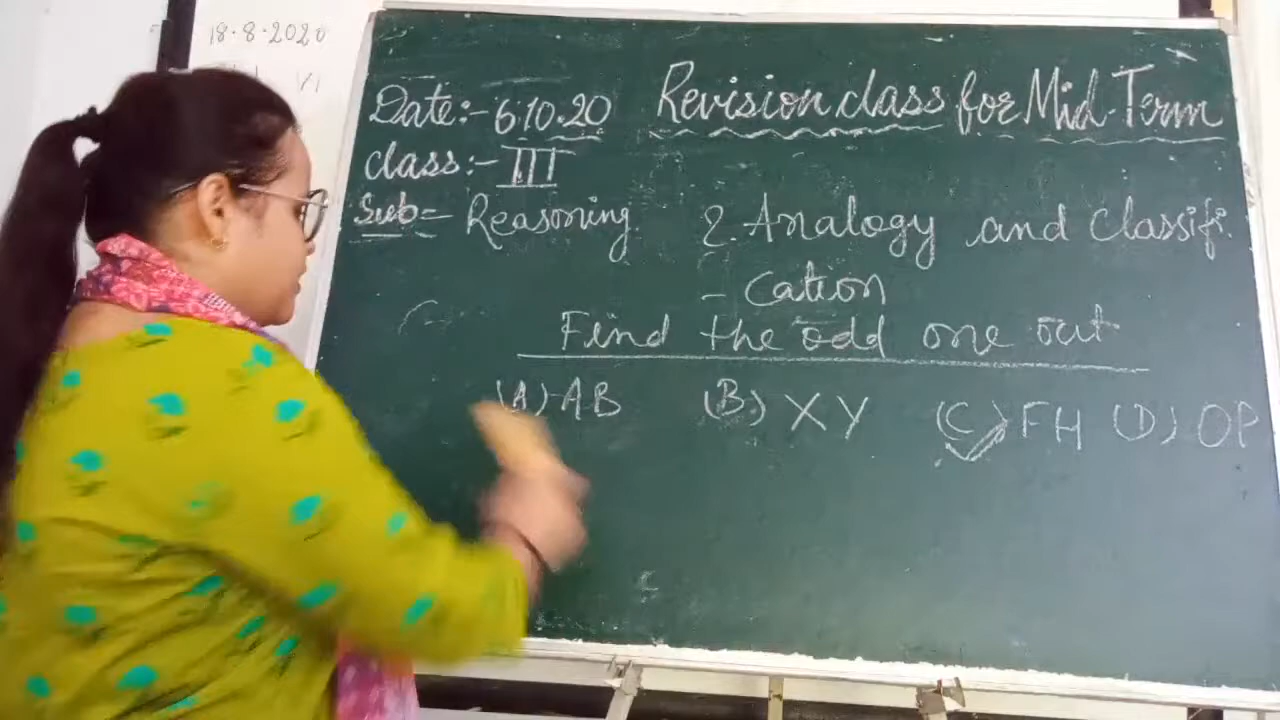 18.8.2020
VI
Date:- 6.10.20 Revision class for Mid-Term
class:- III
Sub:- Reasoning 2. Analogy and Classifi.
- cation
Find the odd one out
(A) AB (B) XY (C) FH (D) OP